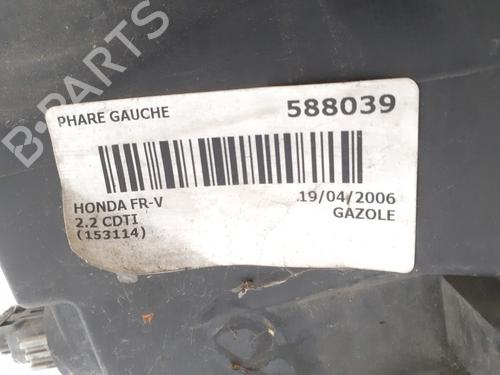 B-PARTS
PHARE GAUCHE
588039
HONDA FR-V
2.2 CDTI
(153114)
19/04/2006
GAZOLE